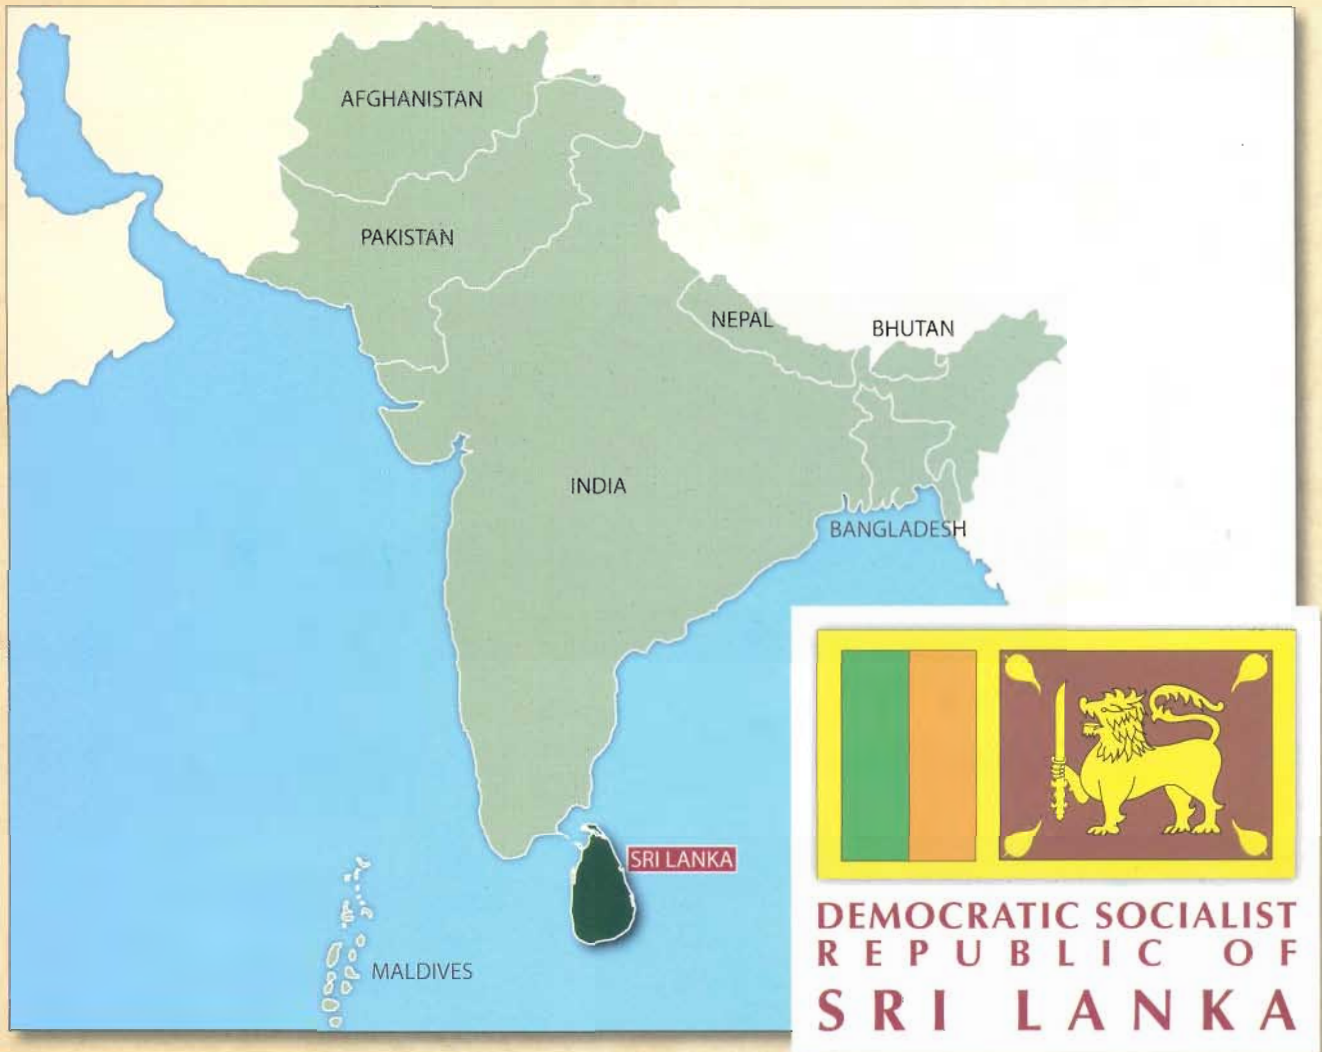 AFGHANISTAN
PAKISTAN
NEPAL
BHUTAN
INDIA
BANGLADESH
SRI LANKA
MALDIVES
DEMOCRATIC SOCIALIST
REPUBLIC OF
SRI LANKA